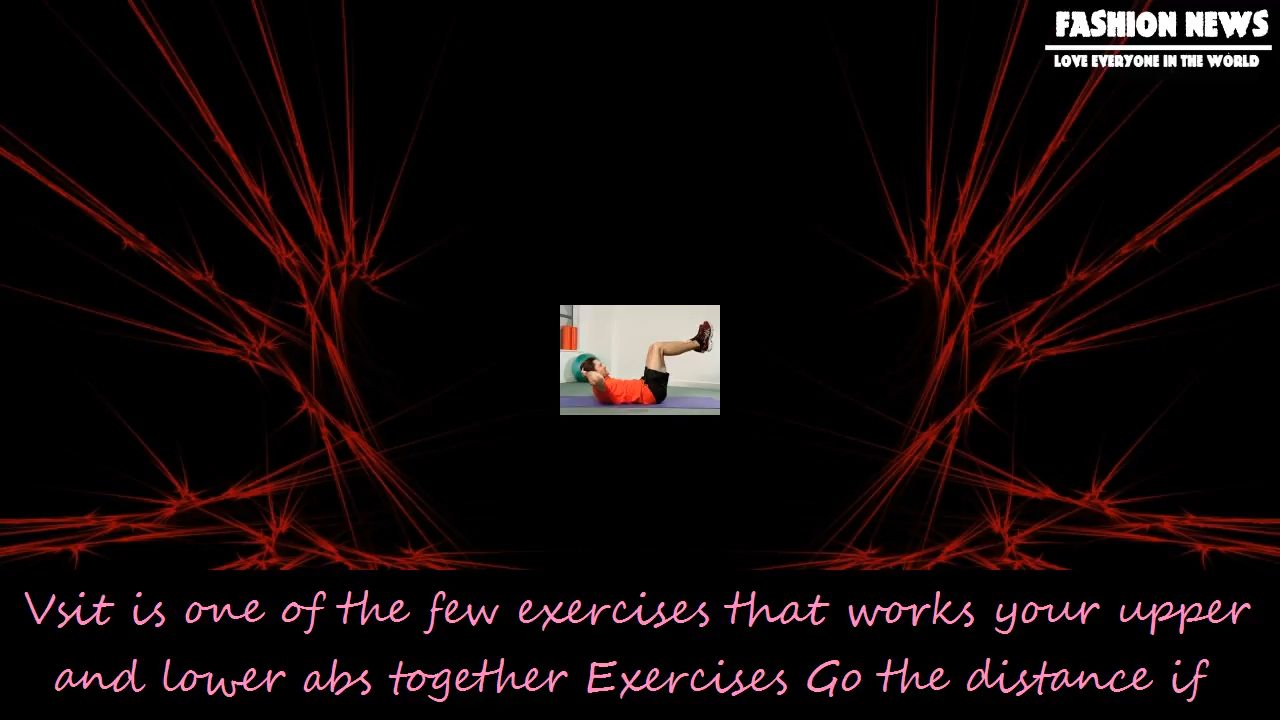 FASHION NEWS
LOVE EVERYONE IN THE WORLD
Vsit is one of the few exercises that works your upper
and lower abs together Exercises Go the distance if